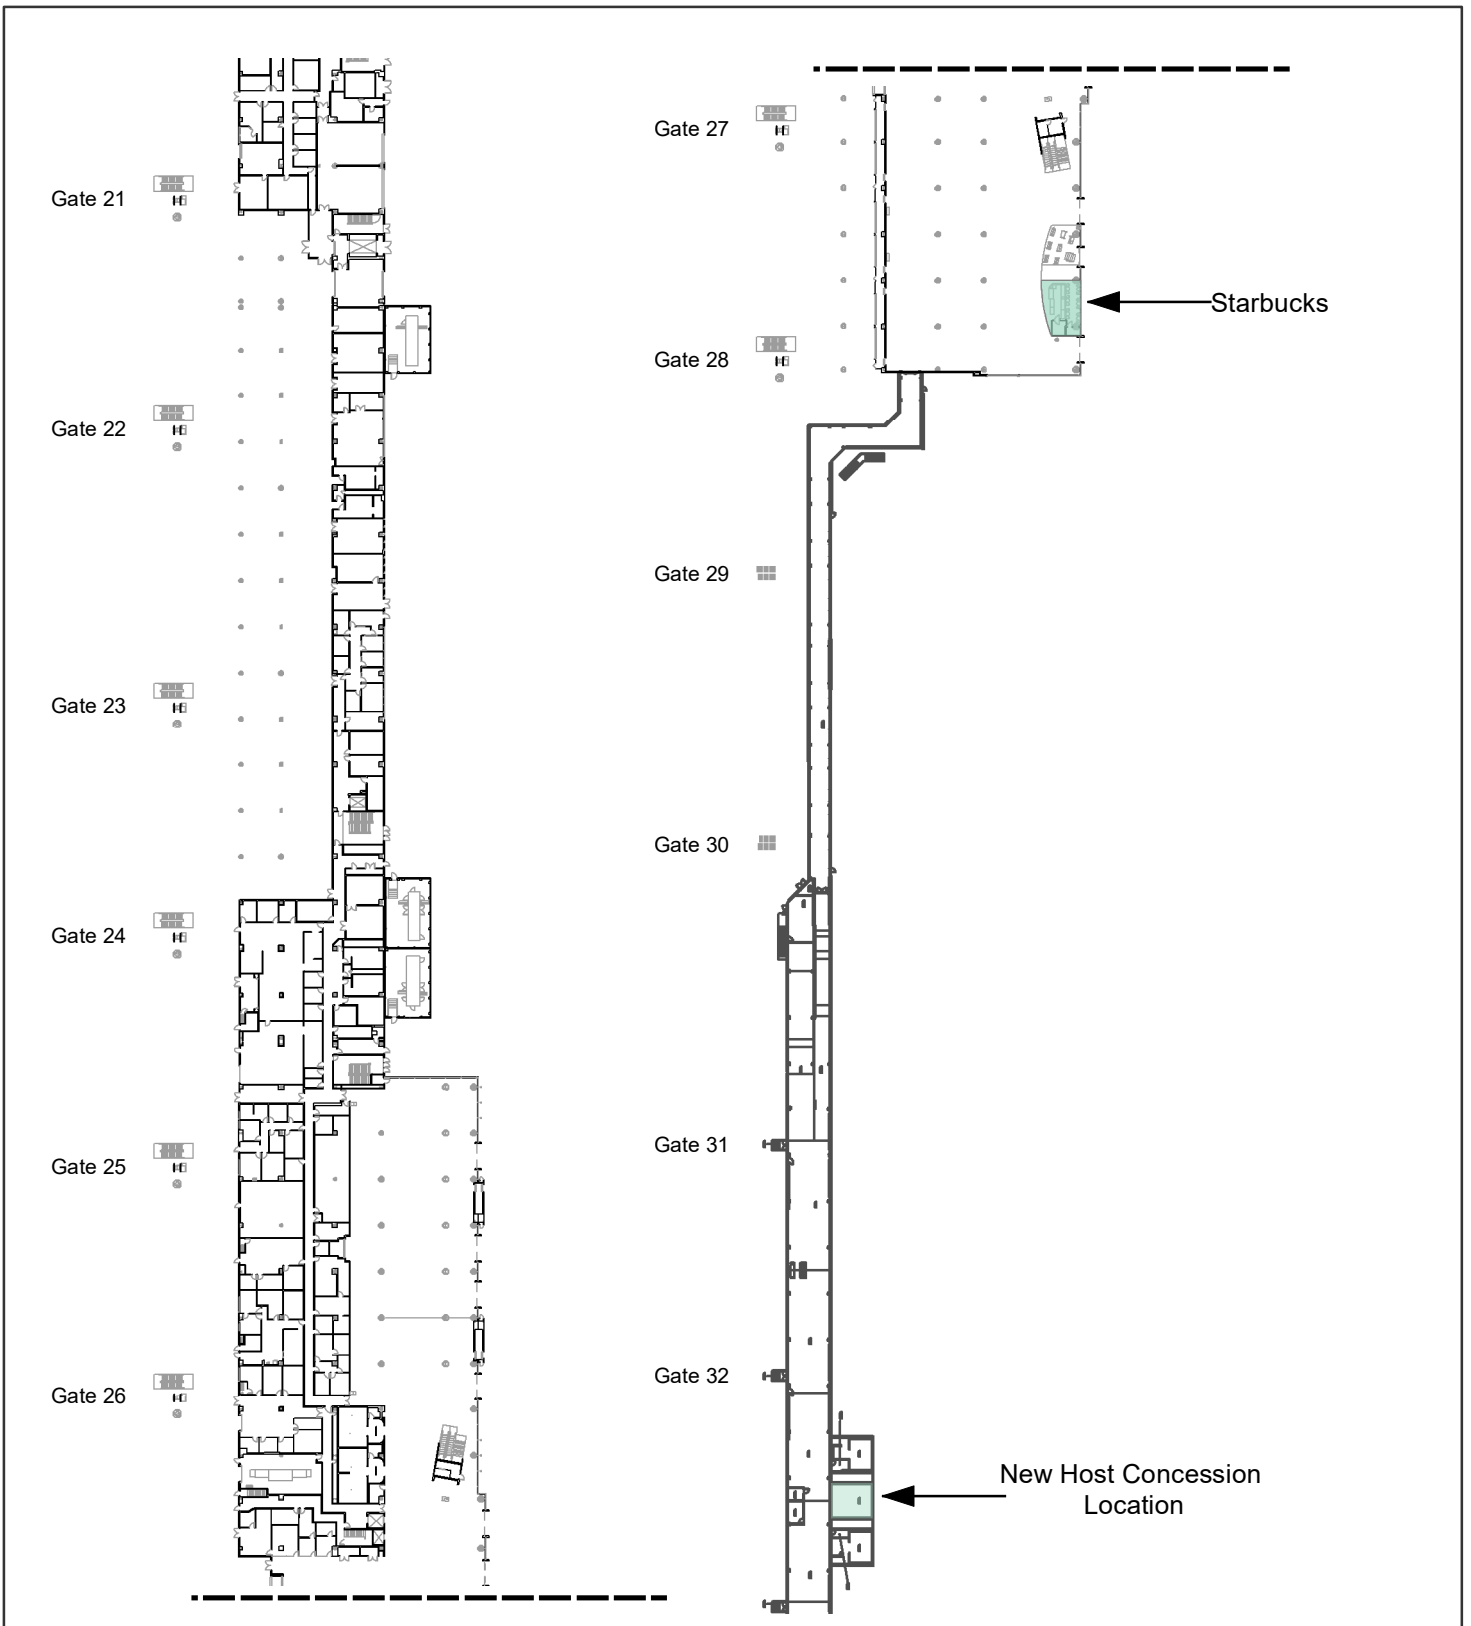 Gate 21
Gate 22
Gate 23
Gate 24
Gate 25
Gate 26
Gate 27
Starbucks
Gate 28
Gate 29
Gate 30
Gate 31
Gate 32
New Host Concession
Location